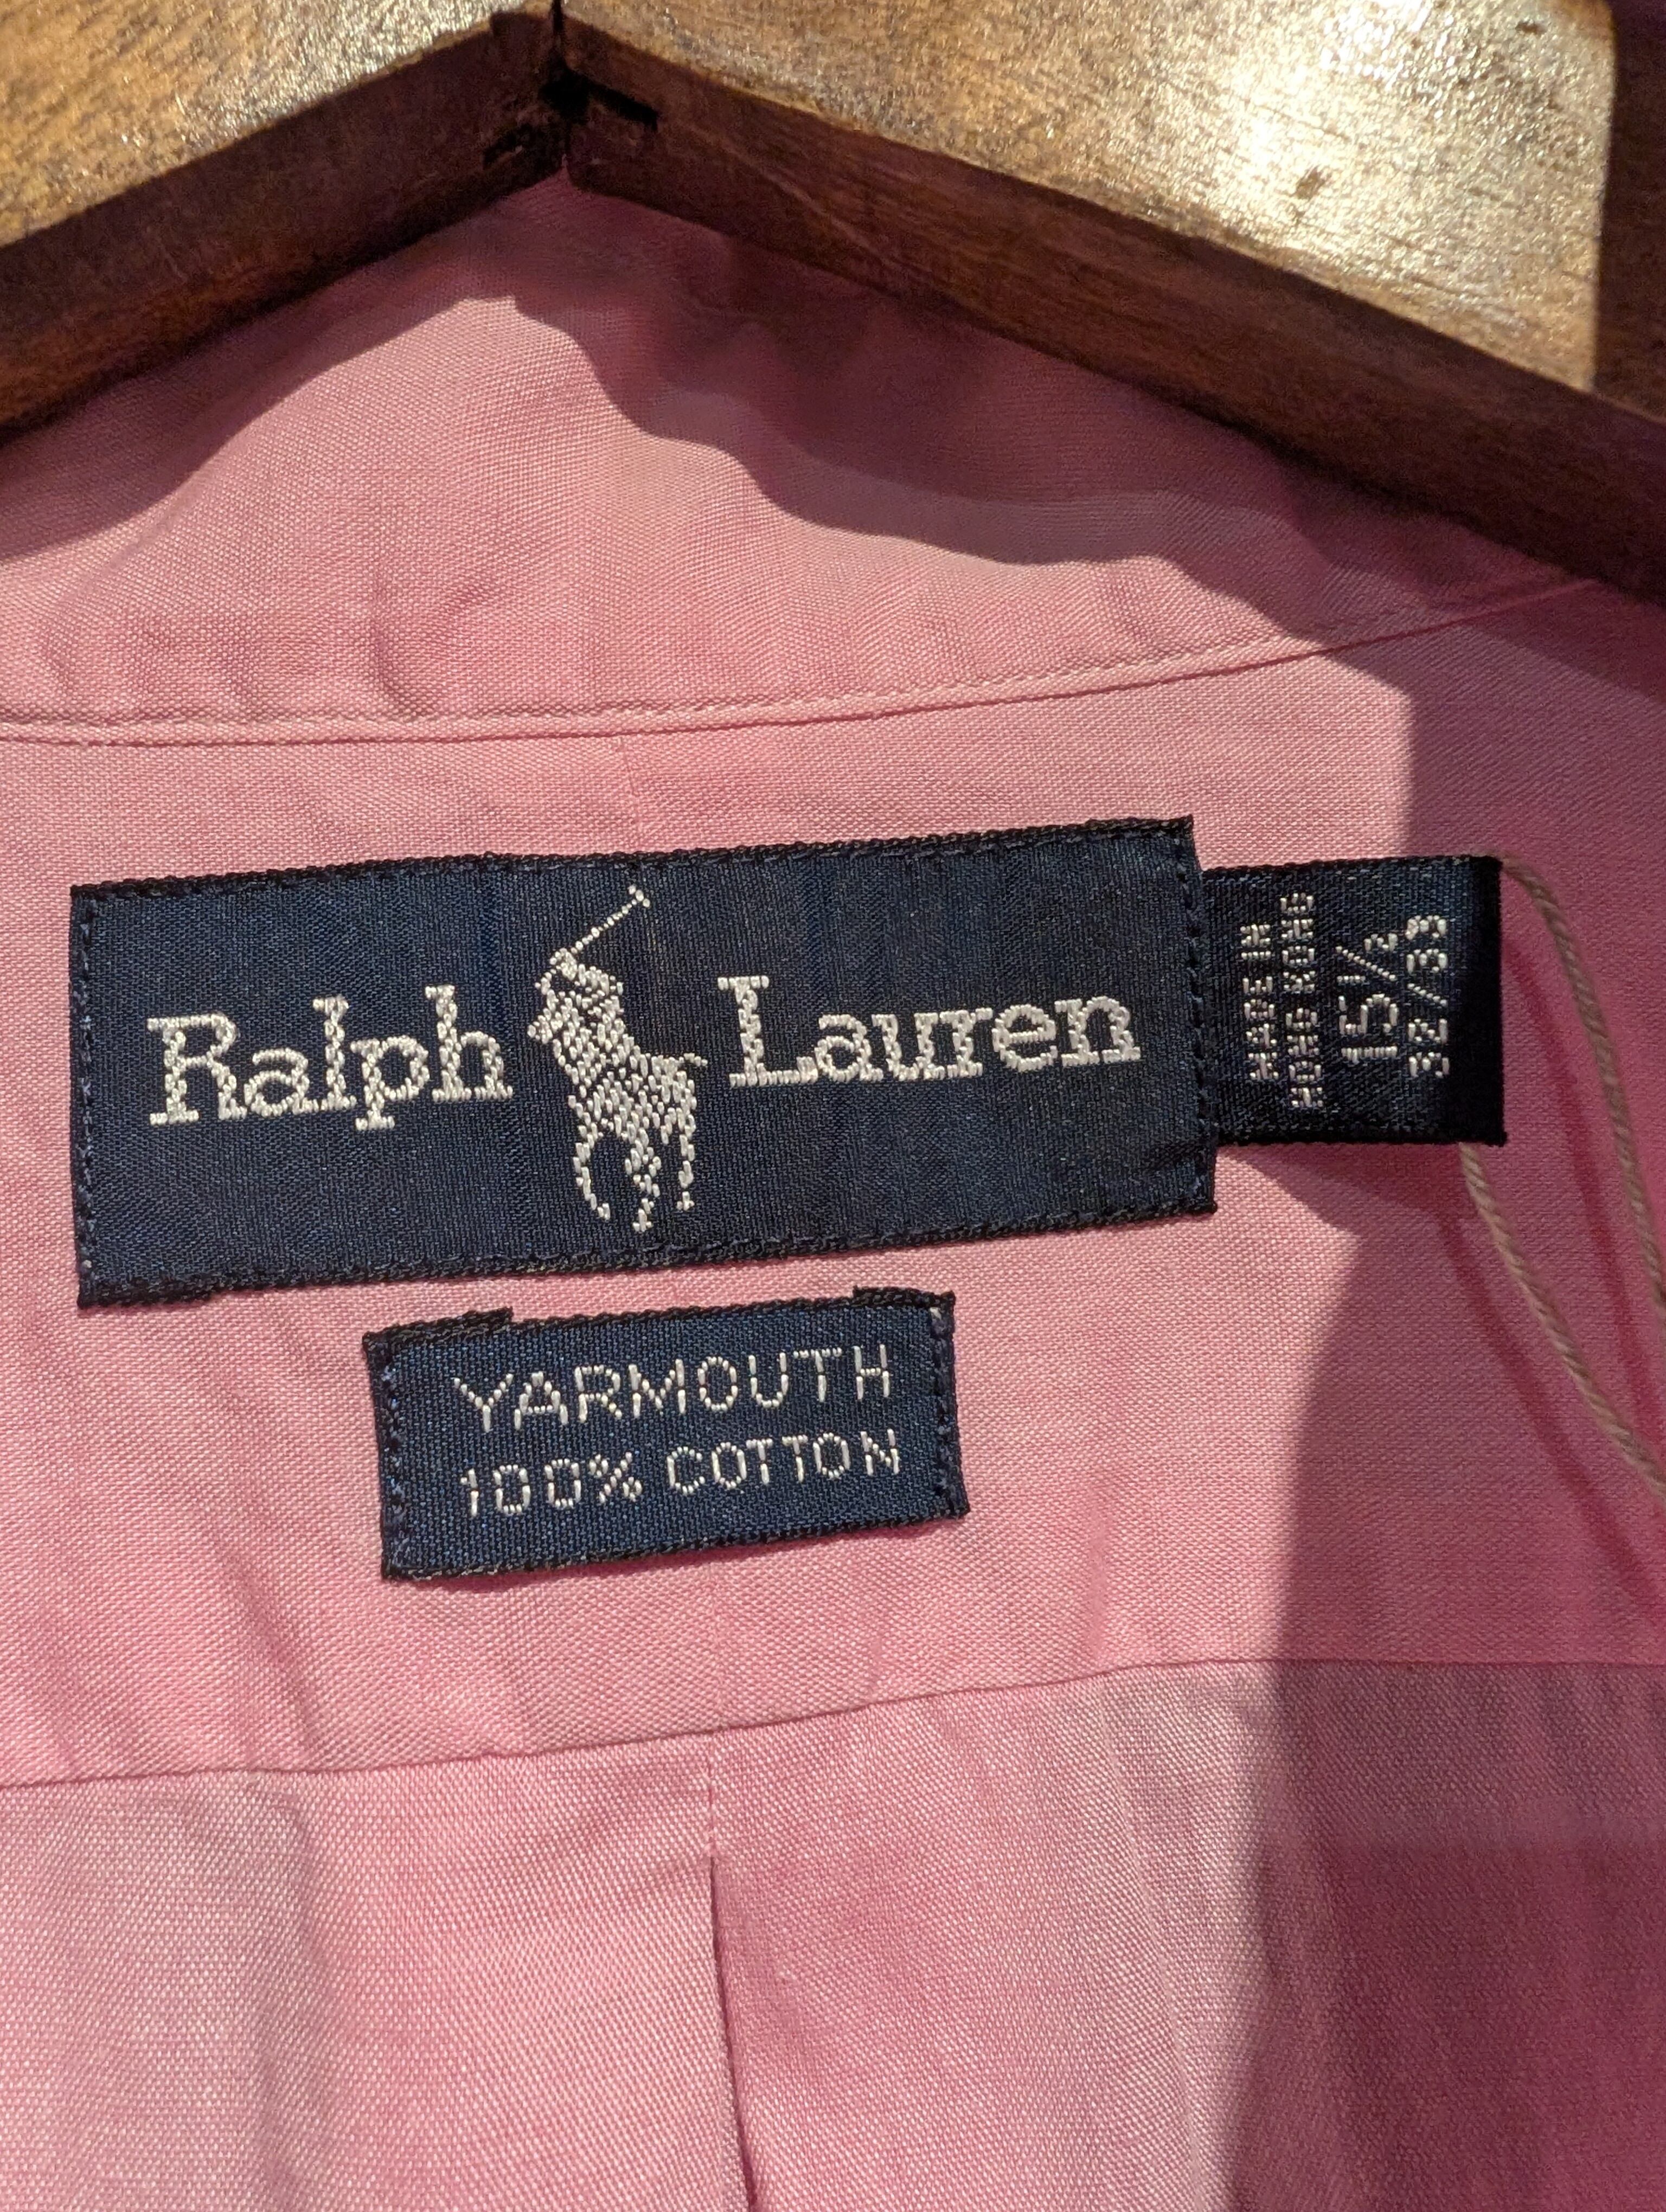 Ralph Lauren
MADE IN
HONG KONG
15 1/2
32/33
YARMOUTH
100% COTTON